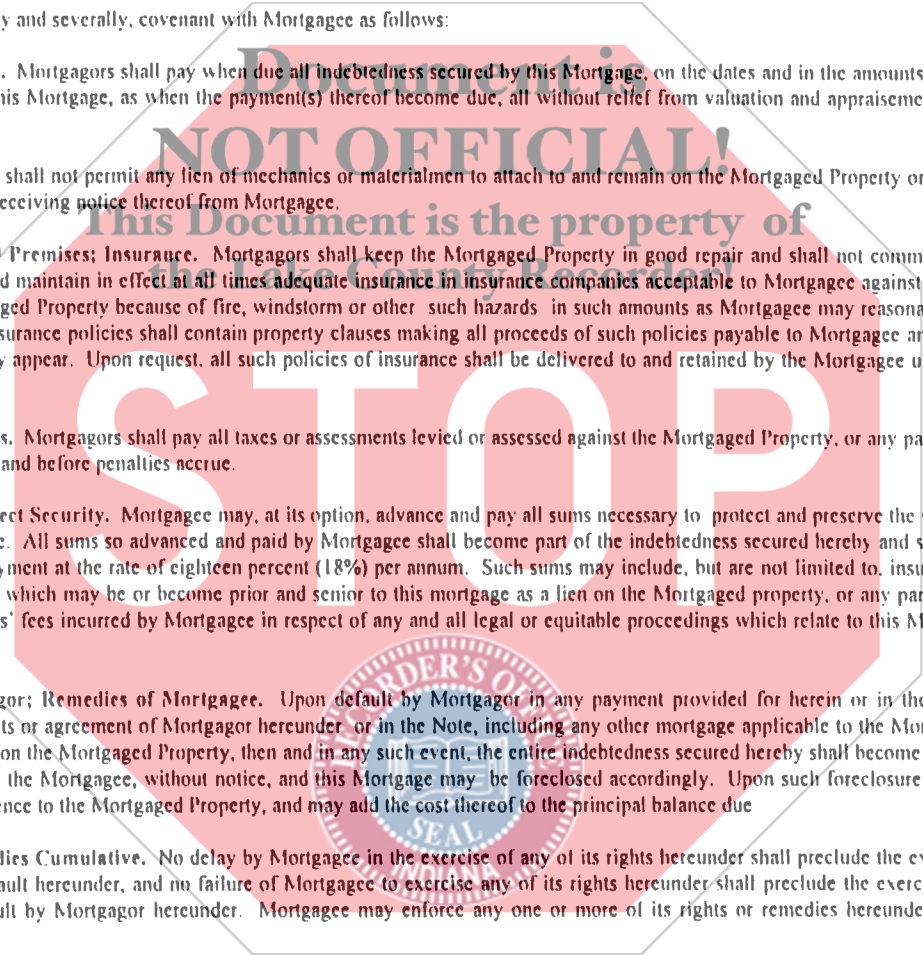 y and severally, covenant with Mortgagee as follows:
Document is
. Mortgagors shall pay when due all indebtedness secured by this Mortgage, on the dates and in the amounts
his Mortgage, as when the payment(s) thereof become due, all without relief from valuation and appraiseme
NOT OFFICIAL!
shall not permit any lien of mechanics or materialmen to attach to and remain on the Mortgaged Property or
eceiving notice thereof from Mortgagee.
This Document is the property of
Premises; Insurance. Mortgagors shall keep the Mortgaged Property in good repair and shall not comm
d maintain in effect at all times adequate insurance in insurance companies acceptable to Mortgagee against
the Lake County Recorder!
ged Property because of fire, windstorm or other such hazards in such amounts as Mortgagee may reasona
surance policies shall contain property clauses making all proceeds of such policies payable to Mortgagee an
y appear. Upon request, all such policies of insurance shall be delivered to and retained by the Mortgagee u
STOP
s. Mortgagors shall pay all taxes or assessments levied or assessed against the Mortgaged Property, or any pa
and before penalties accrue.
ect Security. Mortgagee may, at its option, advance and pay all sums necessary to protect and preserve the
e. All sums so advanced and paid by Mortgagee shall become part of the indebtedness secured hereby and s
yment at the rate of eighteen percent (18%) per annum. Such sums may include, but are not limited to, insu
which may be or become prior and senior to this mortgage as a lien on the Mortgaged property, or any par
s' fees incurred by Mortgagee in respect of any and all legal or equitable proceedings which relate to this M
RECORDER'S OFFICE
gor; Remedies of Mortgagee. Upon default by Mortgagor in any payment provided for herein or in the
ts or agreement of Mortgagor hereunder or in the Note, including any other mortgage applicable to the Mor
on the Mortgaged Property, then and in any such event, the entire indebtedness secured hereby shall become
the Mortgagee, without notice, and this Mortgage may be foreclosed accordingly. Upon such foreclosure
ence to the Mortgaged Property, and may add the cost thereof to the principal balance due
SEAL
dies Cumulative. No delay by Mortgagee in the exercise of any of its rights hereunder shall preclude the ex
INDIANA
ault hereunder, and no failure of Mortgagee to exercise any of its rights hereunder shall preclude the exerc
ult by Mortgagor hereunder. Mortgagee may enforce any one or more of its rights or remedies hereunde